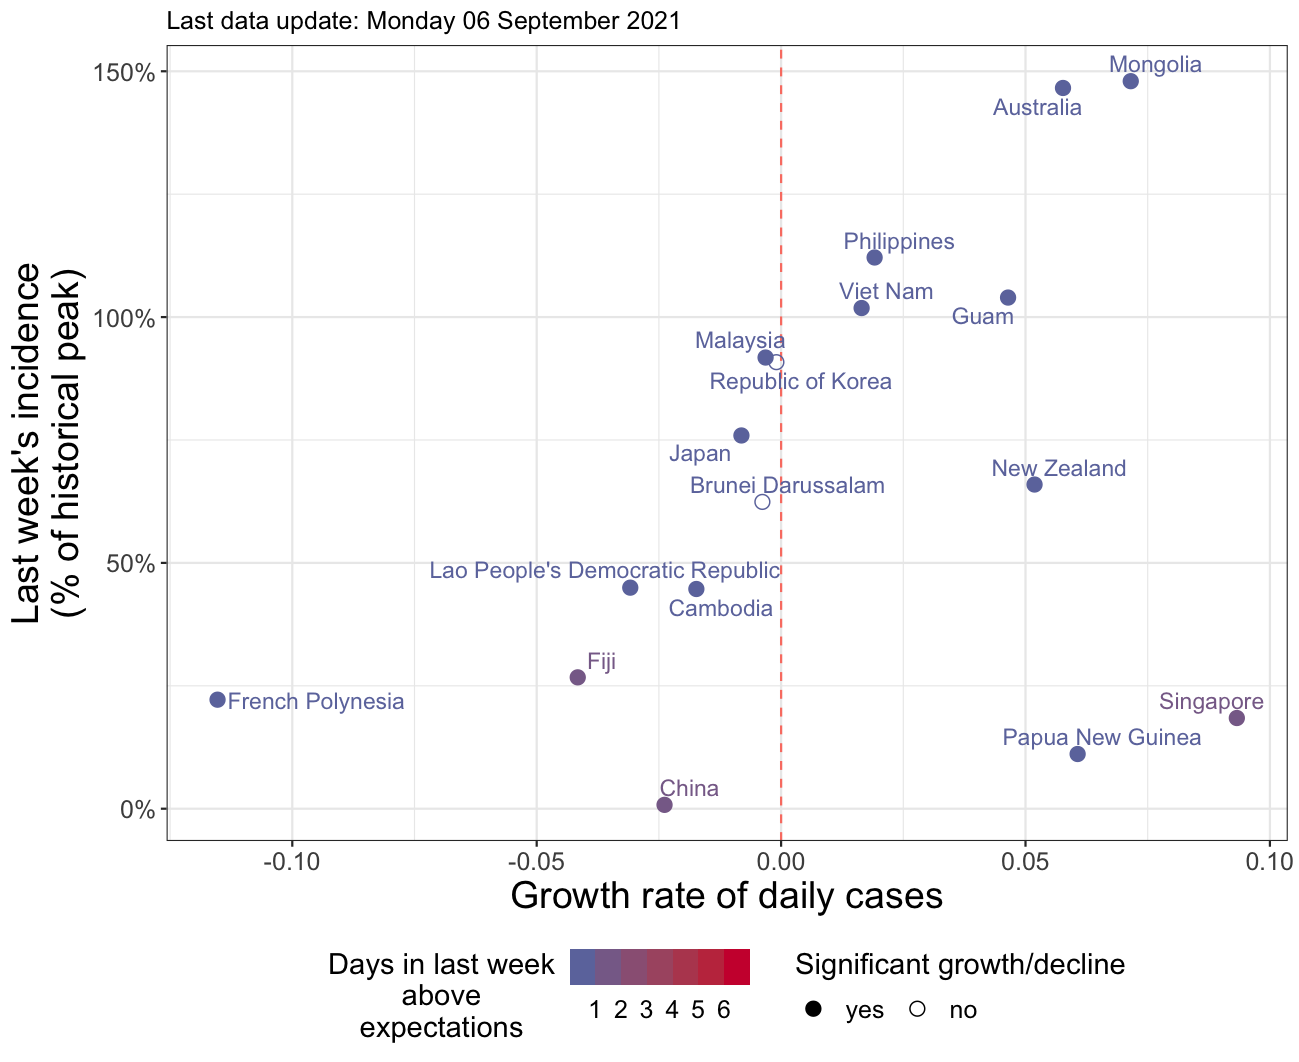 Last data update: Monday 06 September 2021
150%
100%
50%
0%
Last week's incidence
(% of historical peak)
Mongolia
Australia
Philippines
Viet Nam
Guam
Malaysia
Republic of Korea
Japan
New Zealand
Brunei Darussalam
Lao People's Democratic Republic
Cambodia
Fiji
French Polynesia
Singapore
Papua New Guinea
China
-0.10 -0.05 0.00 0.05 0.10
Growth rate of daily cases
Days in last week
above
expectations
1 2 3 4 5 6
Significant growth/decline
yes no